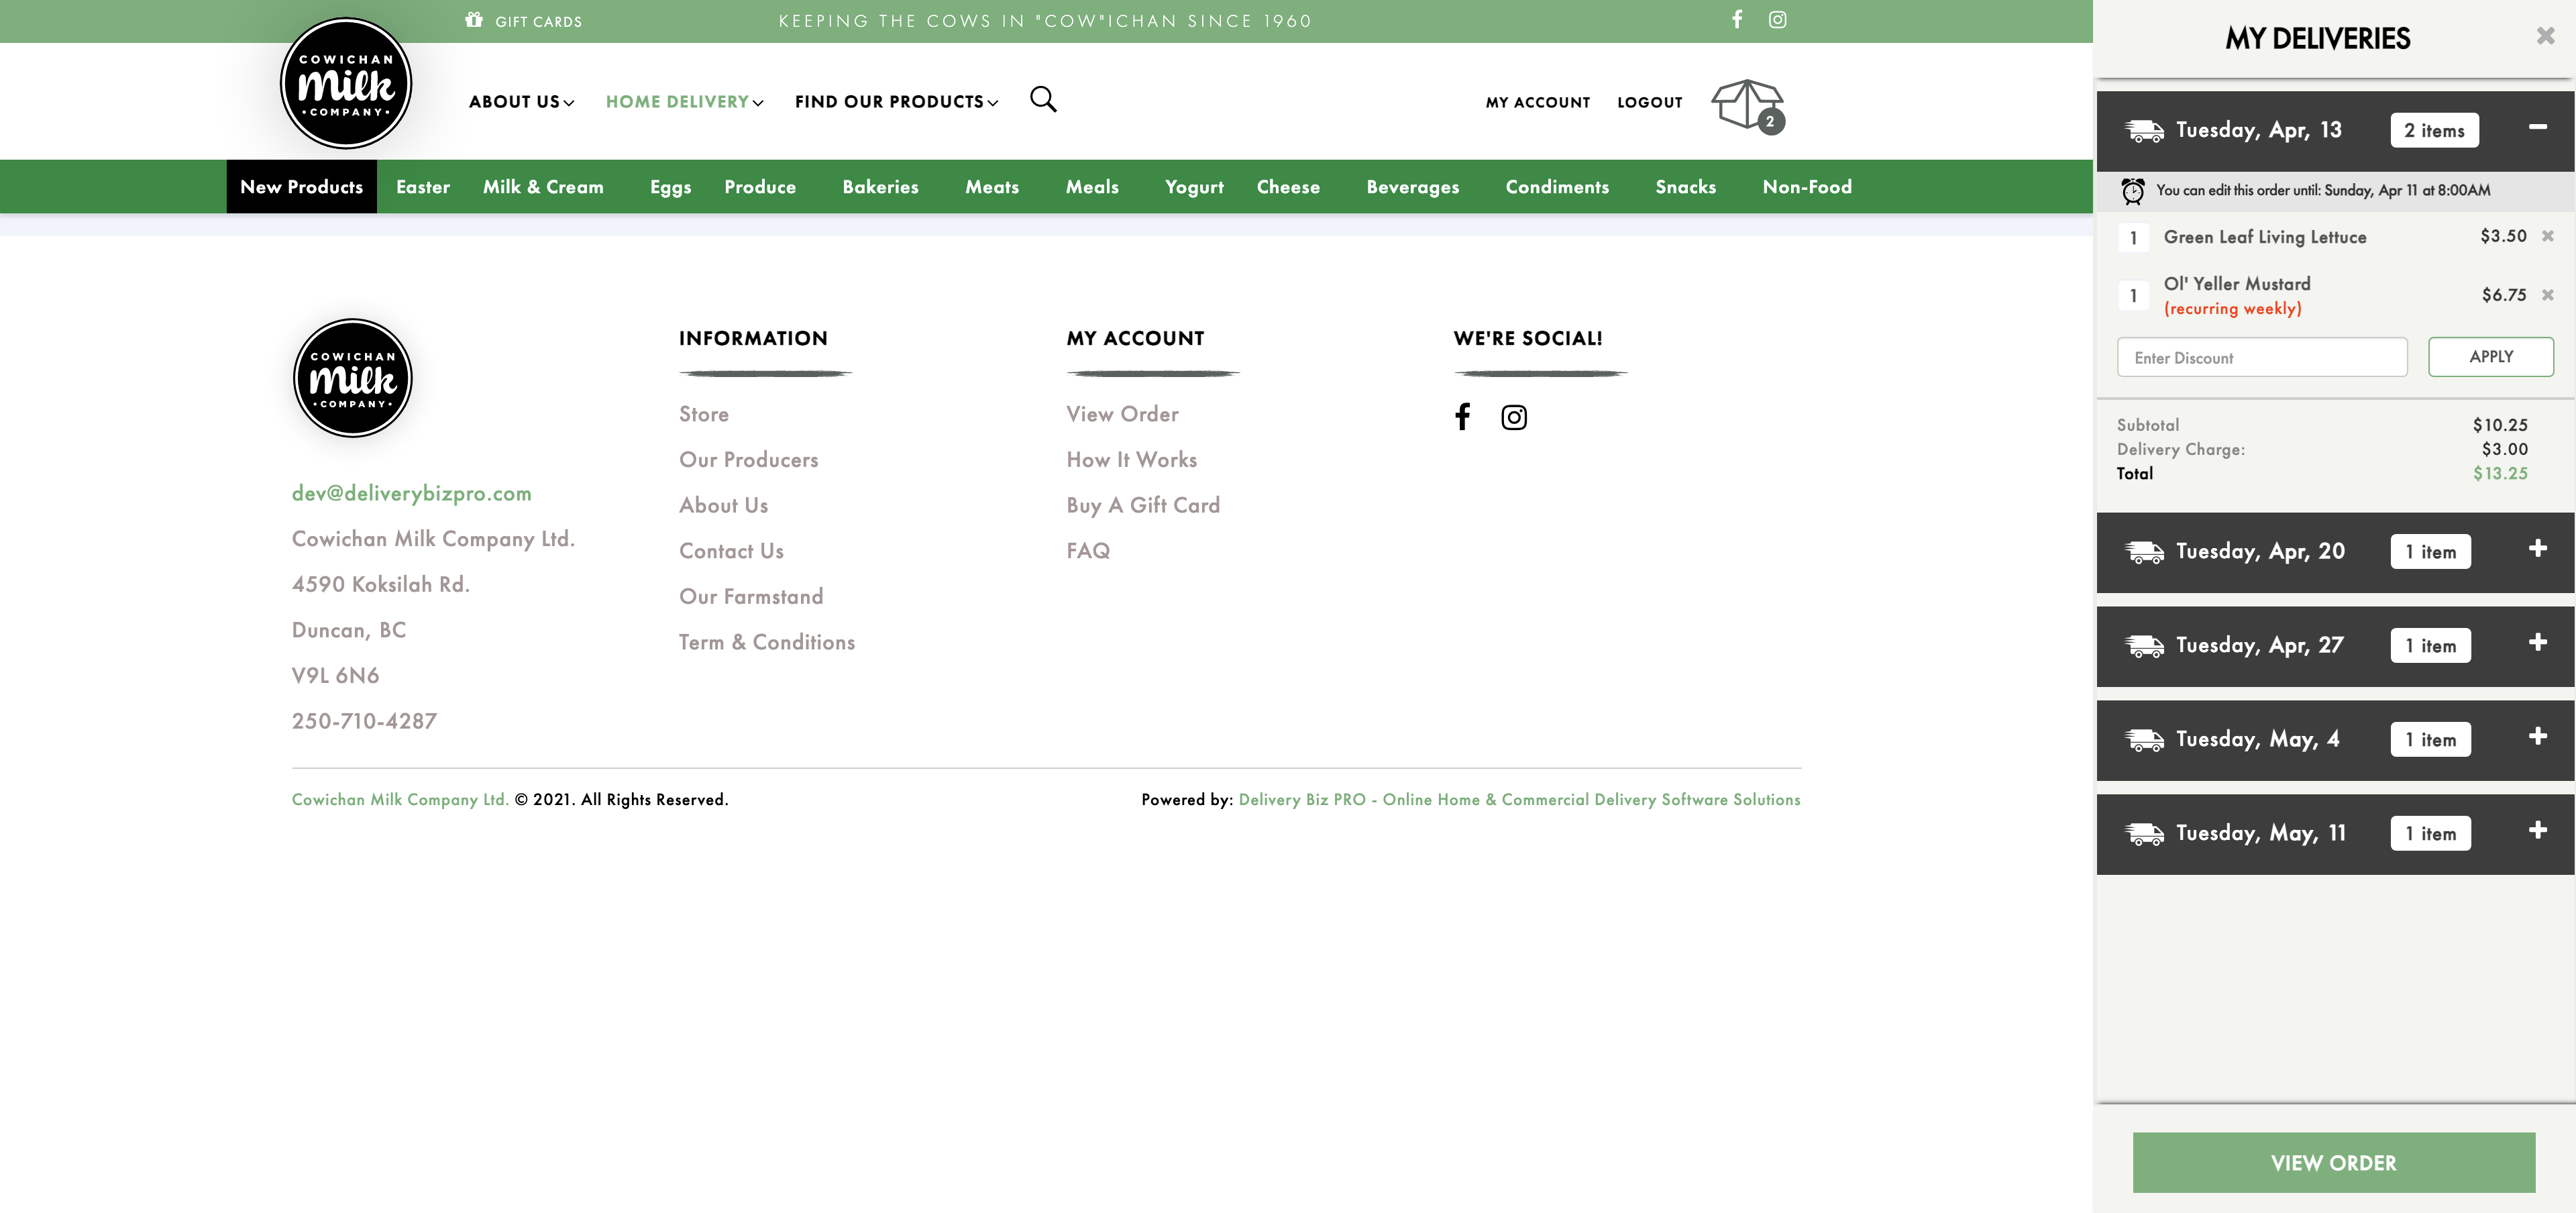 GIFT CARDS
KEEPING THE COWS IN "COW"ICHAN SINCE 1960
COWICHAN
milk
COMPANY
ABOUT US
HOME DELIVERY
FIND OUR PRODUCTS
MY ACCOUNT
LOGOUT
2
New Products
Easter
Milk & Cream
Eggs
Produce
Bakeries
Meats
Meals
Yogurt
Cheese
Beverages
Condiments
Snacks
Non-Food
COWICHAN
milk
COMPANY
dev@deliverybizpro.com
Cowichan Milk Company Ltd.
4590 Koksilah Rd.
Duncan, BC
V9L 6N6
250-710-4287
INFORMATION
Store
Our Producers
About Us
Contact Us
Our Farmstand
Term & Conditions
MY ACCOUNT
View Order
How It Works
Buy A Gift Card
FAQ
WE'RE SOCIAL!
Cowichan Milk Company Ltd. © 2021. All Rights Reserved.
Powered by: Delivery Biz PRO - Online Home & Commercial Delivery Software Solutions
MY DELIVERIES
Tuesday, Apr, 13 2 items
You can edit this order until: Sunday, Apr 11 at 8:00AM
1 Green Leaf Living Lettuce $3.50
1 Ol' Yeller Mustard $6.75
(recurring weekly)
Enter Discount APPLY
Subtotal $10.25
Delivery Charge: $3.00
Total $13.25
Tuesday, Apr, 20 1 item
Tuesday, Apr, 27 1 item
Tuesday, May, 4 1 item
Tuesday, May, 11 1 item
VIEW ORDER